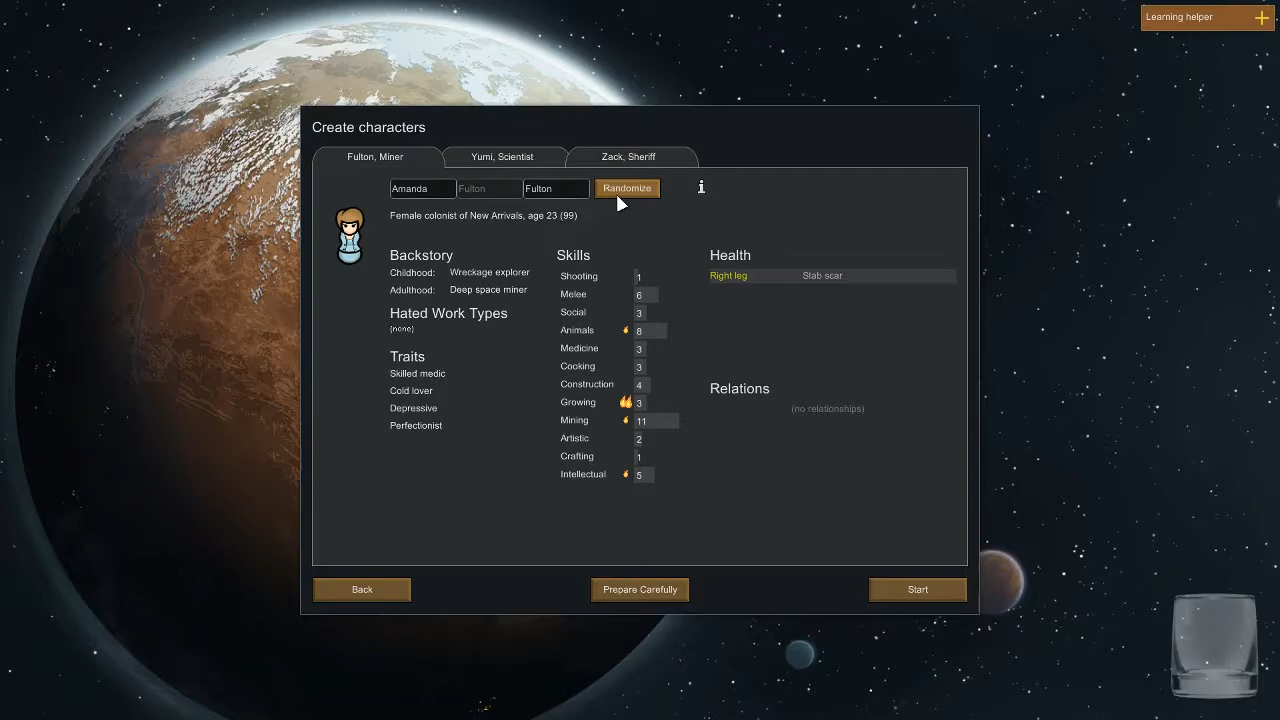 Learning helper
Create characters
Fulton, Miner
Yumi, Scientist
Zack, Sheriff
Amanda
Fulton
Fulton
Randomize
Female colonist of New Arrivals, age 23 (99)
Backstory
Childhood: Wreckage explorer
Adulthood: Deep space miner
Hated Work Types
(none)
Traits
Skilled medic
Cold lover
Depressive
Perfectionist
Skills
Shooting 1
Melee 6
Social 3
Animals 8
Medicine 3
Cooking 3
Construction 4
Growing 3
Mining 11
Artistic 2
Crafting 1
Intellectual 5
Health
Right leg Stab scar
Relations
(no relationships)
Back
Prepare Carefully
Start